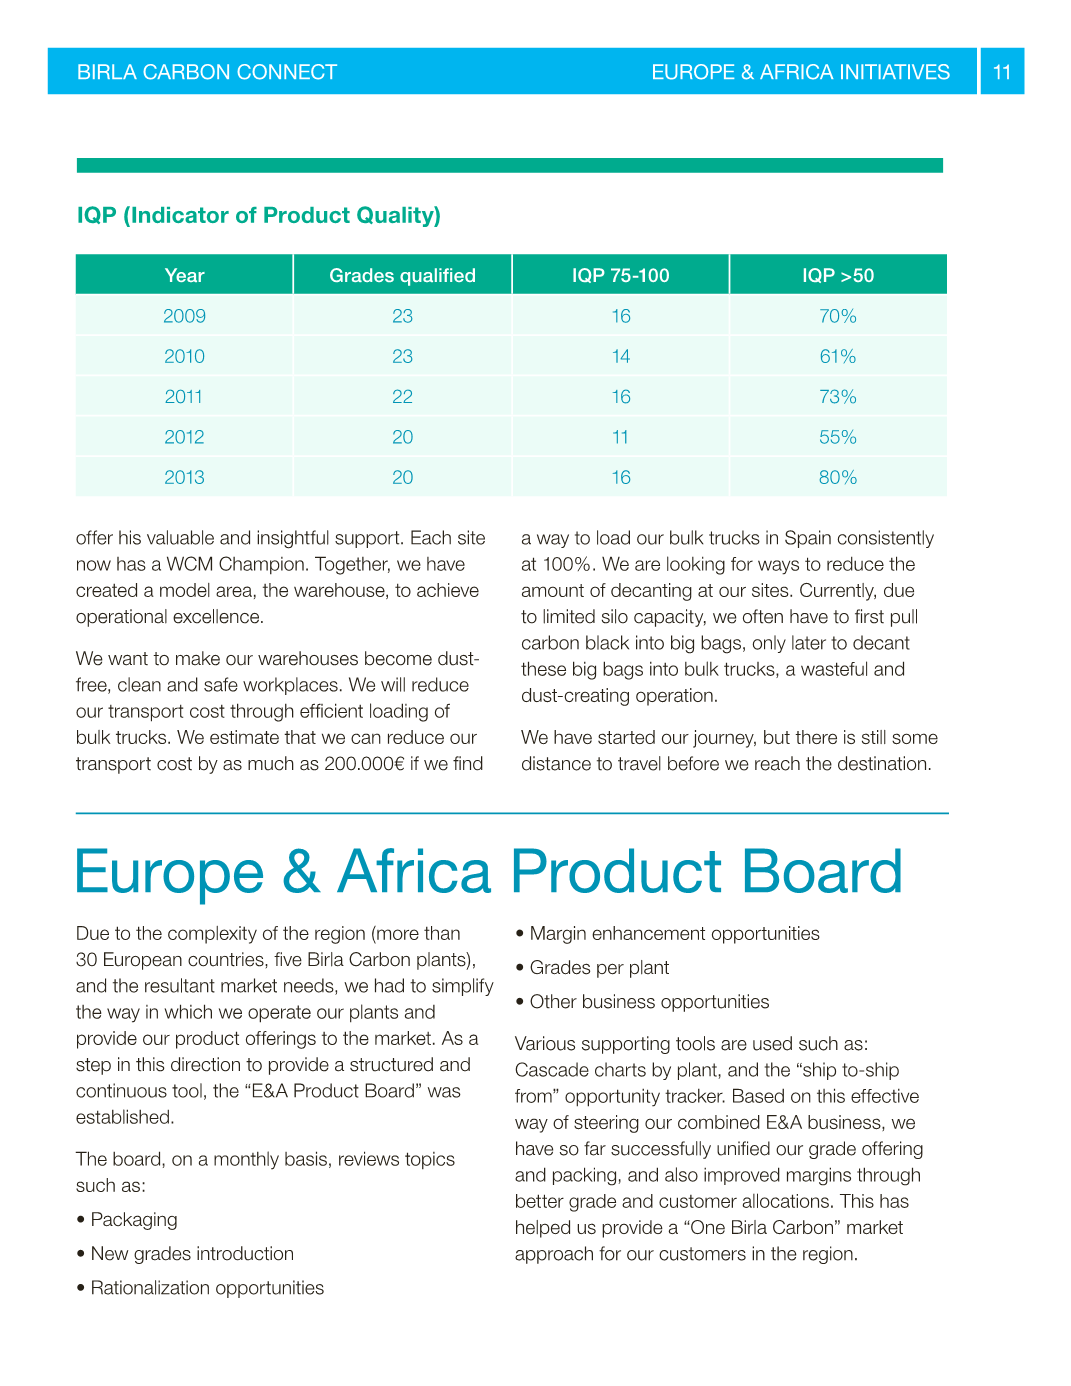 BIRLA CARBON CONNECT
EUROPE & AFRICA INITIATIVES
11
IQP (Indicator of Product Quality)
Year Grades qualified IQP 75-100 IQP >50
2009 23 16 70%
2010 23 14 61%
2011 22 16 73%
2012 20 11 55%
2013 20 16 80%
offer his valuable and insightful support. Each site
now has a WCM Champion. Together, we have
created a model area, the warehouse, to achieve
operational excellence.
We want to make our warehouses become dust-
free, clean and safe workplaces. We will reduce
our transport cost through efficient loading of
bulk trucks. We estimate that we can reduce our
transport cost by as much as 200.000€ if we find
a way to load our bulk trucks in Spain consistently
at 100%. We are looking for ways to reduce the
amount of decanting at our sites. Currently, due
to limited silo capacity, we often have to first pull
carbon black into big bags, only later to decant
these big bags into bulk trucks, a wasteful and
dust-creating operation.
We have started our journey, but there is still some
distance to travel before we reach the destination.
Europe & Africa Product Board
Due to the complexity of the region (more than
30 European countries, five Birla Carbon plants),
and the resultant market needs, we had to simplify
the way in which we operate our plants and
provide our product offerings to the market. As a
step in this direction to provide a structured and
continuous tool, the “E&A Product Board” was
established.
The board, on a monthly basis, reviews topics
such as:
• Packaging
• New grades introduction
• Rationalization opportunities
• Margin enhancement opportunities
• Grades per plant
• Other business opportunities
Various supporting tools are used such as:
Cascade charts by plant, and the “ship to-ship
from” opportunity tracker. Based on this effective
way of steering our combined E&A business, we
have so far successfully unified our grade offering
and packing, and also improved margins through
better grade and customer allocations. This has
helped us provide a “One Birla Carbon” market
approach for our customers in the region.